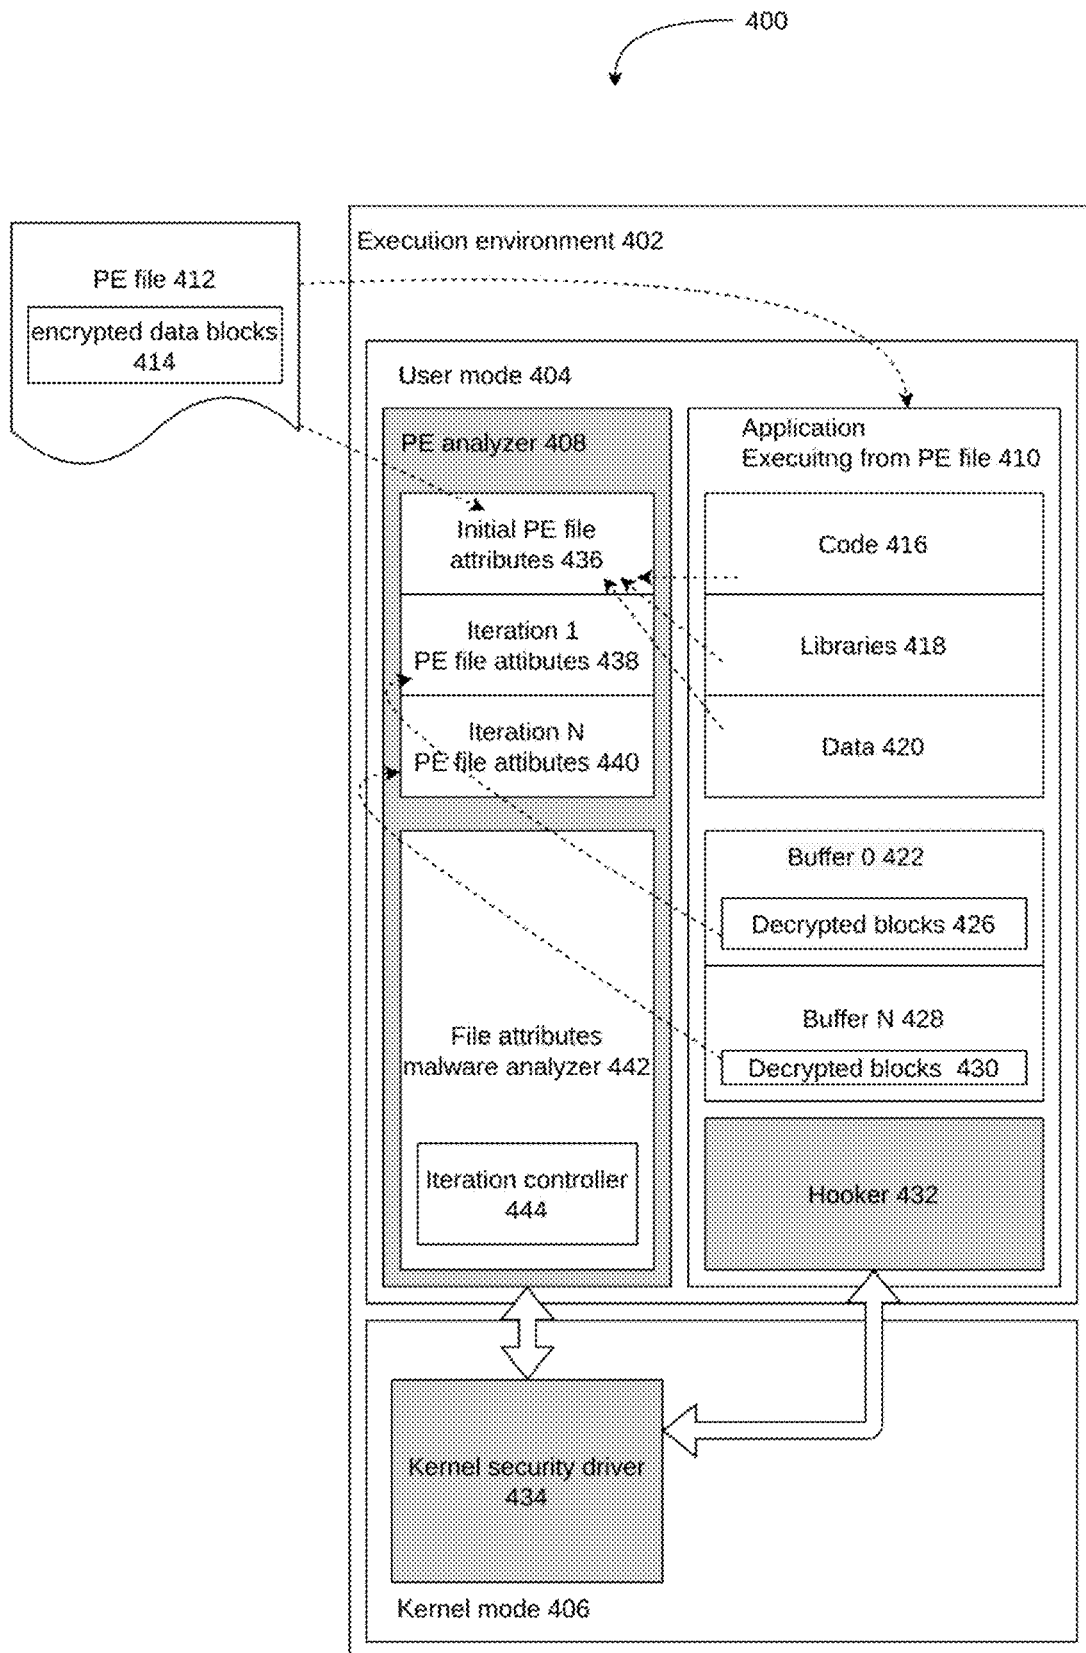 400
Execution environment 402
PE file 412
encrypted data blocks
414
User mode 404
PE analyzer 408
Initial PE file
attributes 436
Iteration 1
PE file attibutes 438
Iteration N
PE file attibutes 440
File attributes
malware analyzer 442
Iteration controller
444
Application
Execuitng from PE file 410
Code 416
Libraries 418
Data 420
Buffer 0 422
Decrypted blocks 426
Buffer N 428
Decrypted blocks 430
Hooker 432
Kernel security driver
434
Kernel mode 406